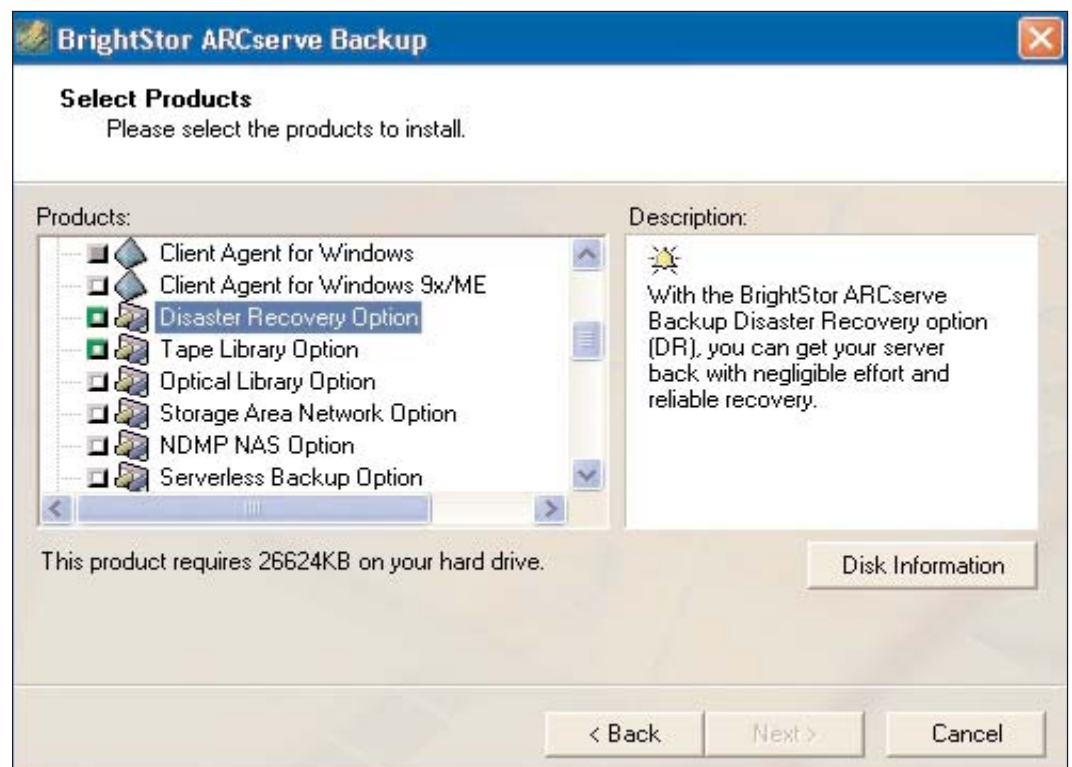 BrightStor ARCserve Backup
Select Products
Please select the products to install.
Products:
Client Agent for Windows
Client Agent for Windows 9x/ME
Disaster Recovery Option
Tape Library Option
Optical Library Option
Storage Area Network Option
NDMP NAS Option
Serverless Backup Option
Description:
With the BrightStor ARCserve
Backup Disaster Recovery option
(DR), you can get your server
back with negligible effort and
reliable recovery.
This product requires 26624KB on your hard drive.
Disk Information
< Back
Next >
Cancel